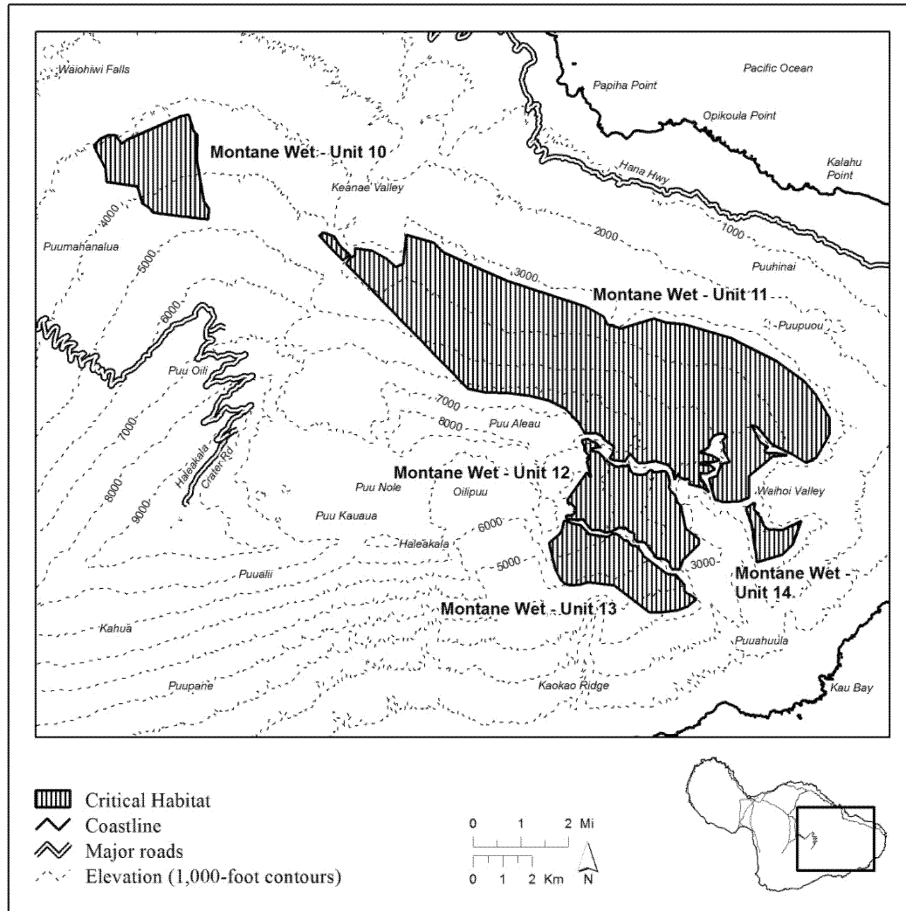 Waiohiwi Falls
Pacific Ocean
Papiha Point
Opikoula Point
Montane Wet - Unit 10
Kalahu
Point
Hana Hwy
Keanae Valley
4000
1000
2000
Puumahanalua
5000
3000
Puuhinai
Montane Wet - Unit 11
6000
Puupuou
Puu Oili
7000
7000
8000
Puu Aleau
Haleakala
Crater Rd
Montane Wet - Unit 12
8000
Puu Nole
Oilipuu
Waihoi Valley
9000
Puu Kauaua
6000
Haleakala
5000
3000
Montane Wet -
Unit 14
Puualii
Montane Wet - Unit 13
Kahua
Puuahuula
Puupane
Kaokao Ridge
Kau Bay
Critical Habitat
Coastline
Major roads
Elevation (1,000-foot contours)
0 1 2 Mi
0 1 2 Km
N